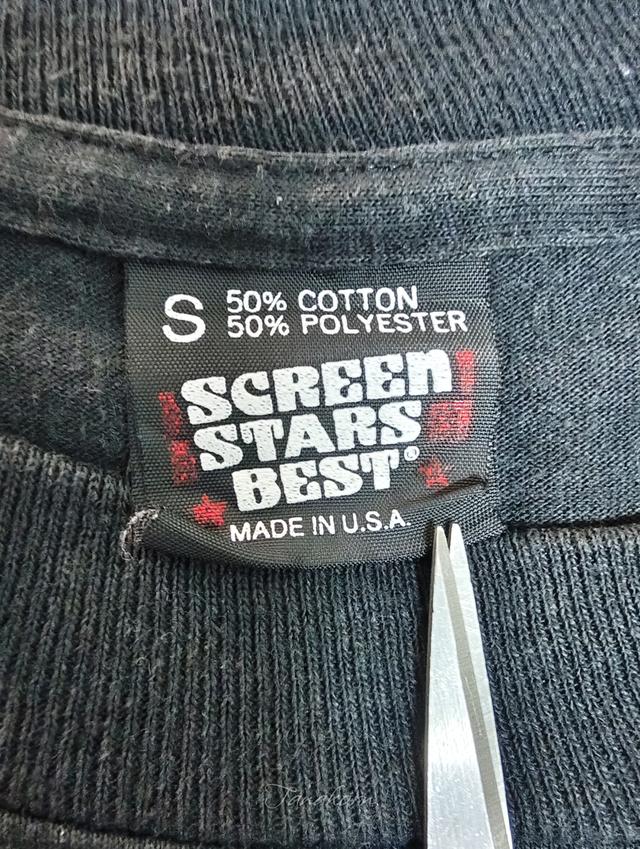 S 50% COTTON
50% POLYESTER
SCREEN
STARS
BEST®
MADE IN U.S.A.